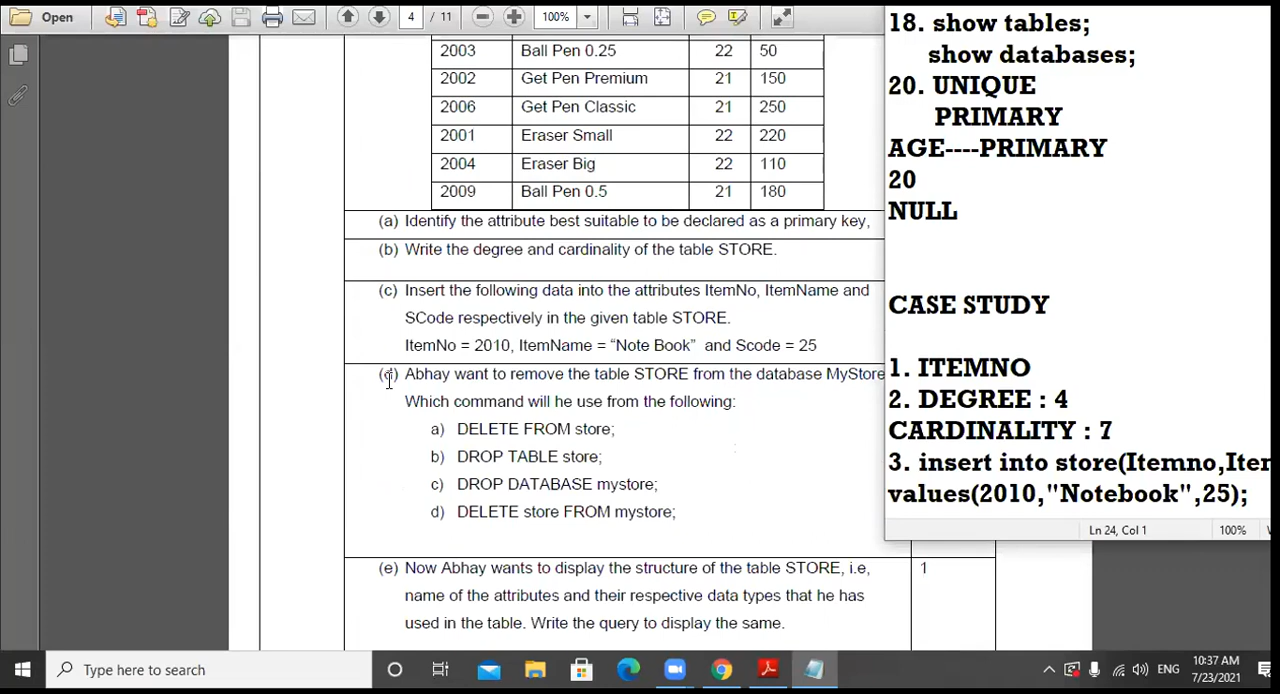 Open
4 / 11
100%
2003 Ball Pen 0.25 22 50
2002 Get Pen Premium 21 150
2006 Get Pen Classic 21 250
2001 Eraser Small 22 220
2004 Eraser Big 22 110
2009 Ball Pen 0.5 21 180
(a) Identify the attribute best suitable to be declared as a primary key,
(b) Write the degree and cardinality of the table STORE.
(c) Insert the following data into the attributes ItemNo, ItemName and
SCode respectively in the given table STORE.
ItemNo = 2010, ItemName = “Note Book” and Scode = 25
(d) Abhay want to remove the table STORE from the database MyStore
Which command will he use from the following:
a) DELETE FROM store;
b) DROP TABLE store;
c) DROP DATABASE mystore;
d) DELETE store FROM mystore;
(e) Now Abhay wants to display the structure of the table STORE, i.e, 1
name of the attributes and their respective data types that he has
used in the table. Write the query to display the same.
18. show tables;
show databases;
20. UNIQUE
PRIMARY
AGE----PRIMARY
20
NULL
CASE STUDY
1. ITEMNO
2. DEGREE : 4
CARDINALITY : 7
3. insert into store(Itemno,Iter
values(2010,"Notebook",25);
Ln 24, Col 1 100%
Type here to search
ENG
10:37 AM
7/23/2021